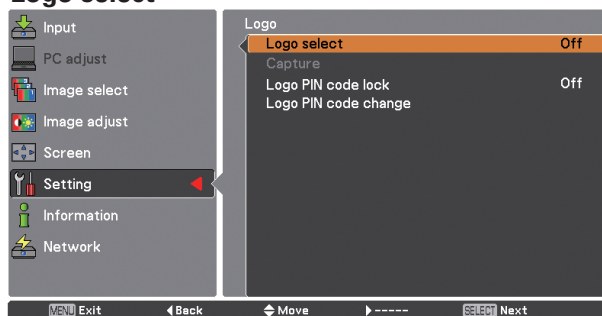 Logo select
Input
PC adjust
Image select
Image adjust
Screen
Setting
Information
Network
Logo
Logo select Off
Capture
Logo PIN code lock Off
Logo PIN code change
MENU Exit Back Move ----- SELECT Next